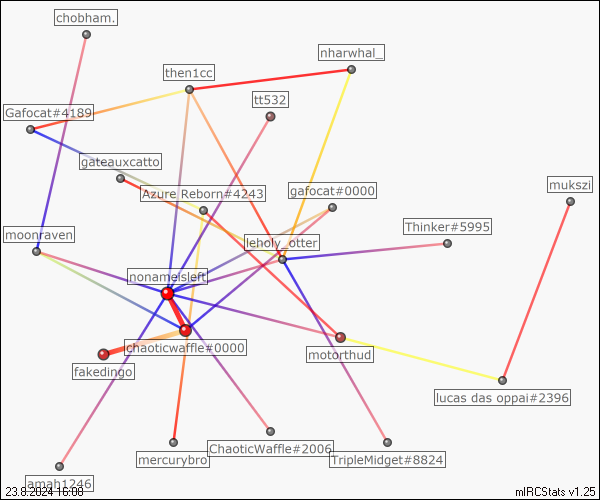 chobham.
nharwhal_
then1cc
tt532
Gafocat#4189
gateauxcatto
mukszi
Azure Reborn#4243
gafocat#0000
Thinker#5995
moonraven
leholy_otter
nonameisleft
chaoticwaffle#0000
motorthud
fakedingo
lucas das oppai#2396
ChaoticWaffle#2006
mercurybro
TripleMidget#8824
amah1246
23.8.2024 16:08
mIRCStats v1.25